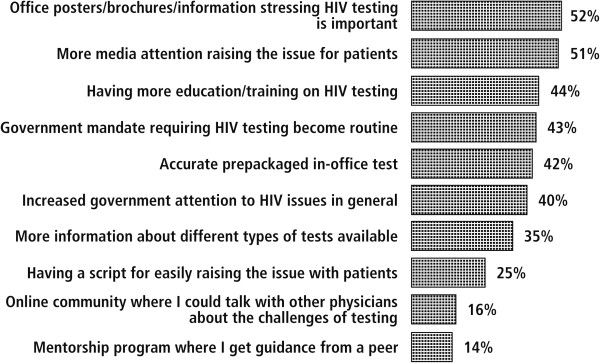 Office posters/brochures/information stressing HIV testing
is important
52%
More media attention raising the issue for patients
51%
Having more education/training on HIV testing
44%
Government mandate requiring HIV testing become routine
43%
Accurate prepackaged in-office test
42%
Increased government attention to HIV issues in general
40%
More information about different types of tests available
35%
Having a script for easily raising the issue with patients
25%
Online community where I could talk with other physicians
about the challenges of testing
16%
Mentorship program where I get guidance from a peer
14%